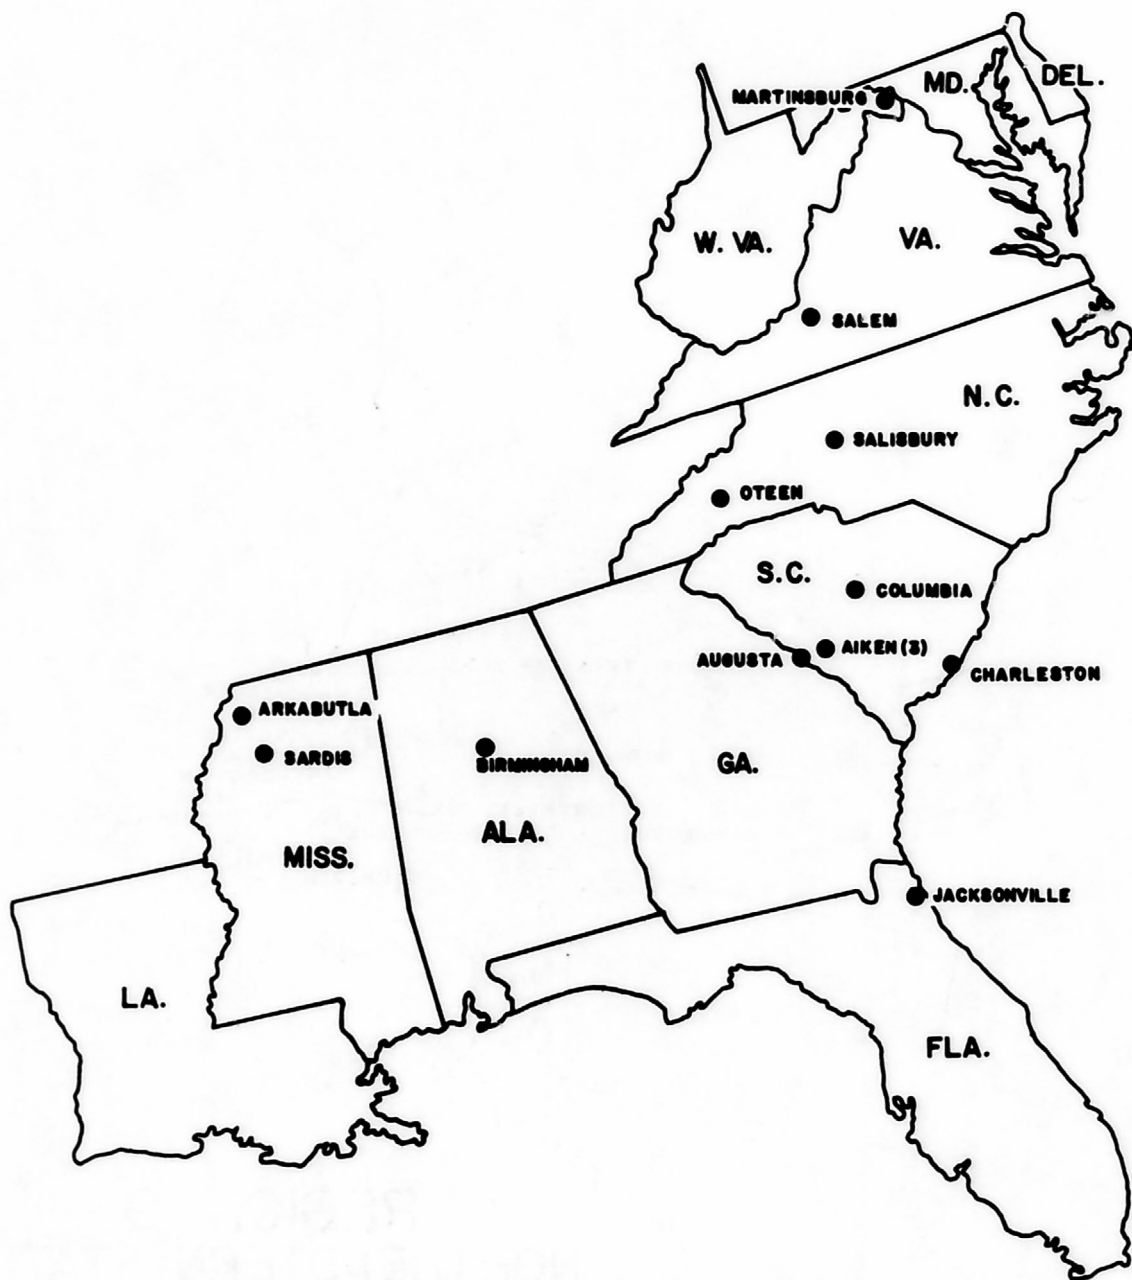 MD.
DEL.
MARTINSBURG
W. VA.
VA.
SALEM
N.C.
SALISBURY
OTEEN
S.C.
COLUMBIA
AIKEN (3)
AUGUSTA
CHARLESTON
ARKABUTLA
SARDIS
BIRMINGHAM
GA.
ALA.
MISS.
JACKSONVILLE
LA.
FLA.